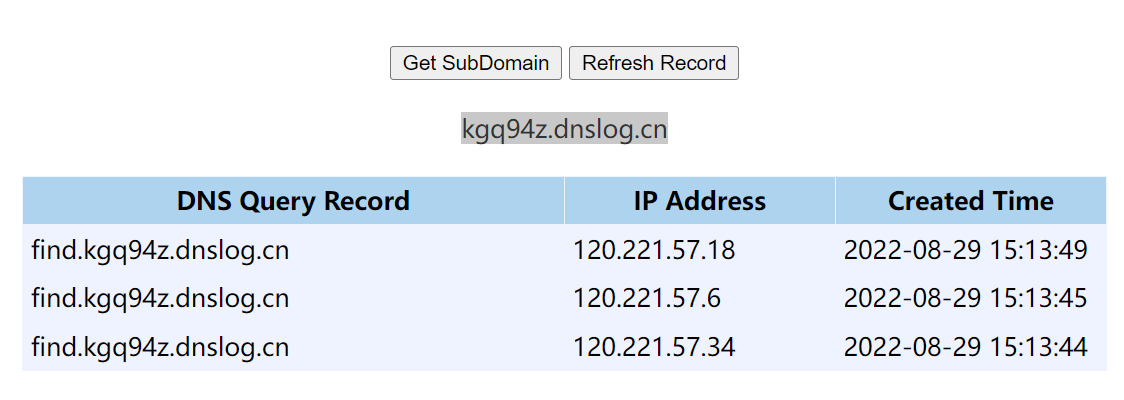 Get SubDomain Refresh Record
kgq94z.dnslog.cn
DNS Query Record IP Address Created Time
find.kgq94z.dnslog.cn 120.221.57.18 2022-08-29 15:13:49
find.kgq94z.dnslog.cn 120.221.57.6 2022-08-29 15:13:45
find.kgq94z.dnslog.cn 120.221.57.34 2022-08-29 15:13:44